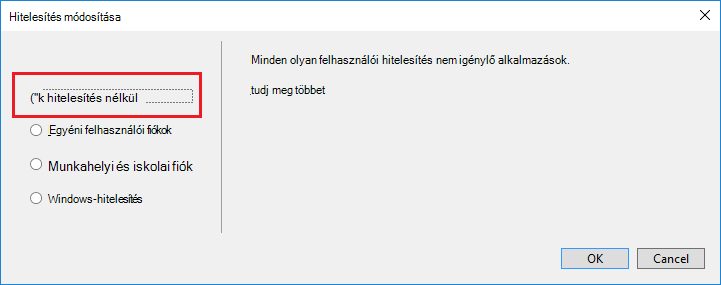 Hitelesítés módosítása
Minden olyan felhasználói hitelesítés nem igénylő alkalmazások.
tudj meg többet
("k hitelesítés nélkül
Egyéni felhasználói fiókok
Munkahelyi és iskolai fiók
Windows-hitelesítés
OK
Cancel